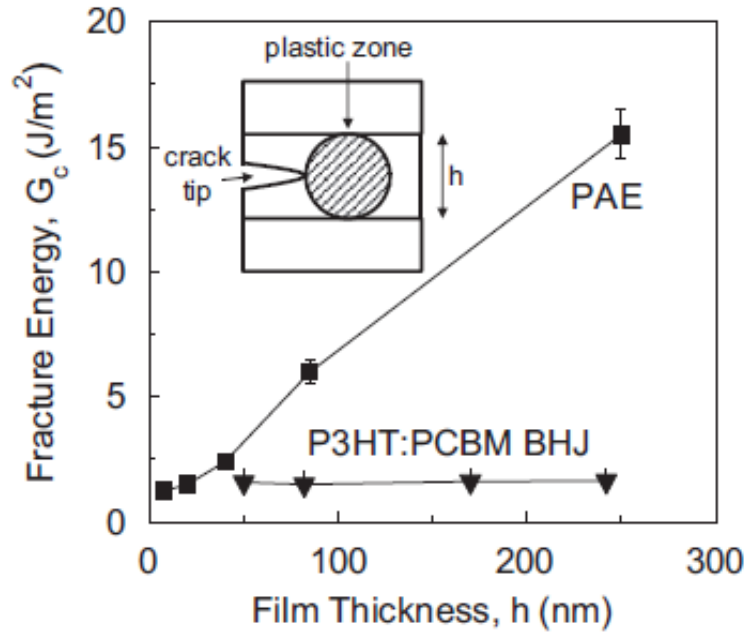 20
15
10
5
0
Fracture Energy, G_c (J/m²)
plastic zone
crack
tip
h
PAE
P3HT:PCBM BHJ
0
100
200
300
Film Thickness, h (nm)